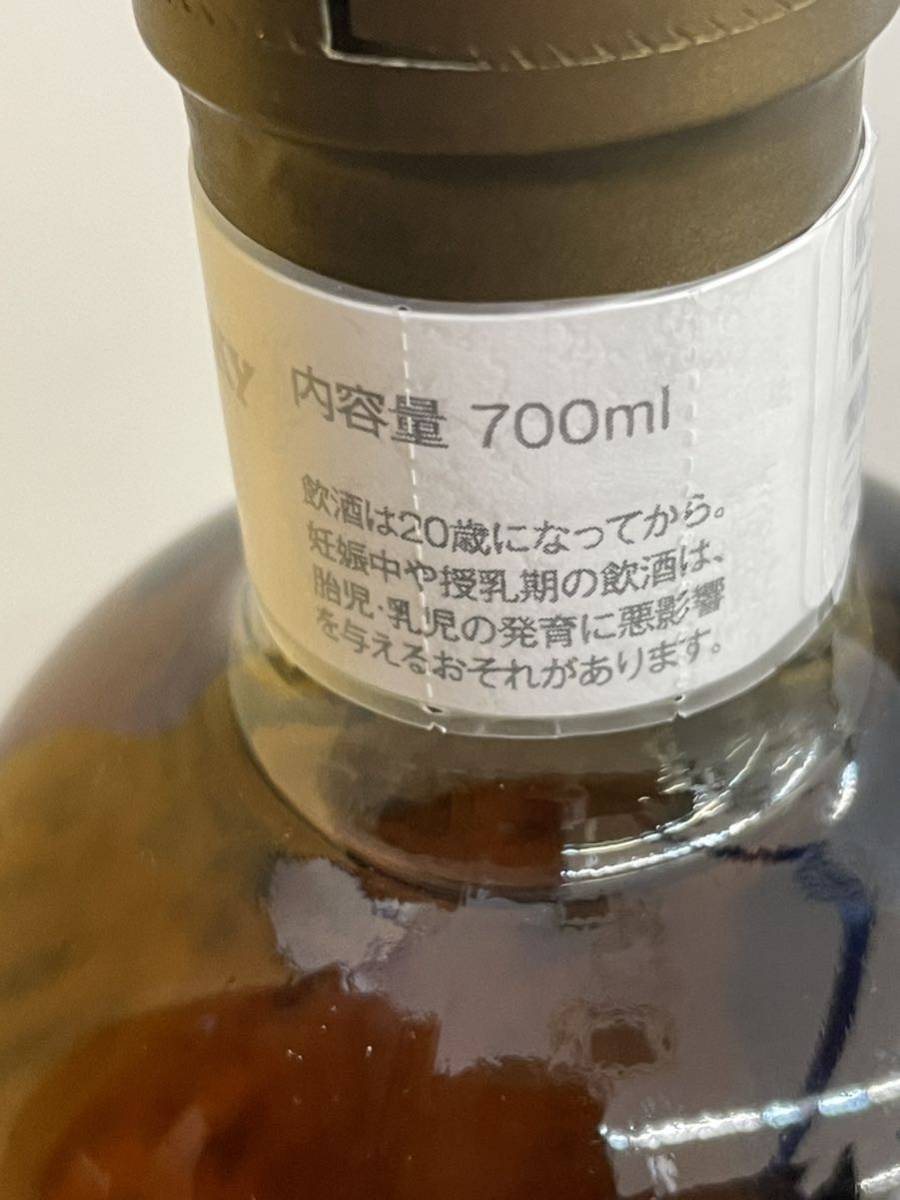 KY
内容量 700ml
飲酒は20歳になってから。
妊娠中や授乳期の飲酒は、
胎児・乳児の発育に悪影響
を与えるおそれがあります。